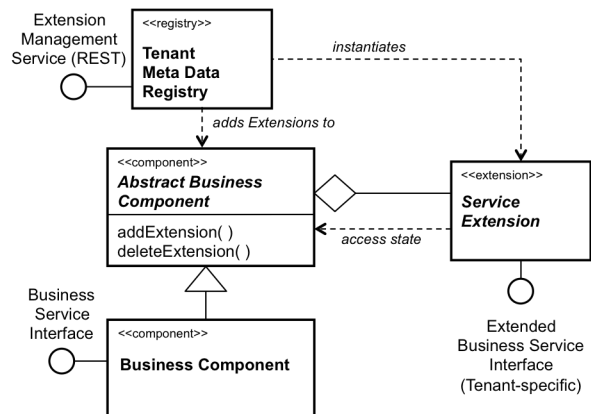 Extension
Management
Service (REST)
<<registry>>
Tenant
Meta Data
Registry
instantiates
adds Extensions to
<<component>>
Abstract Business
Component
addExtension( )
deleteExtension( )
<<extension>>
Service
Extension
access state
Business
Service
Interface
<<component>>
Business Component
Extended
Business Service
Interface
(Tenant-specific)